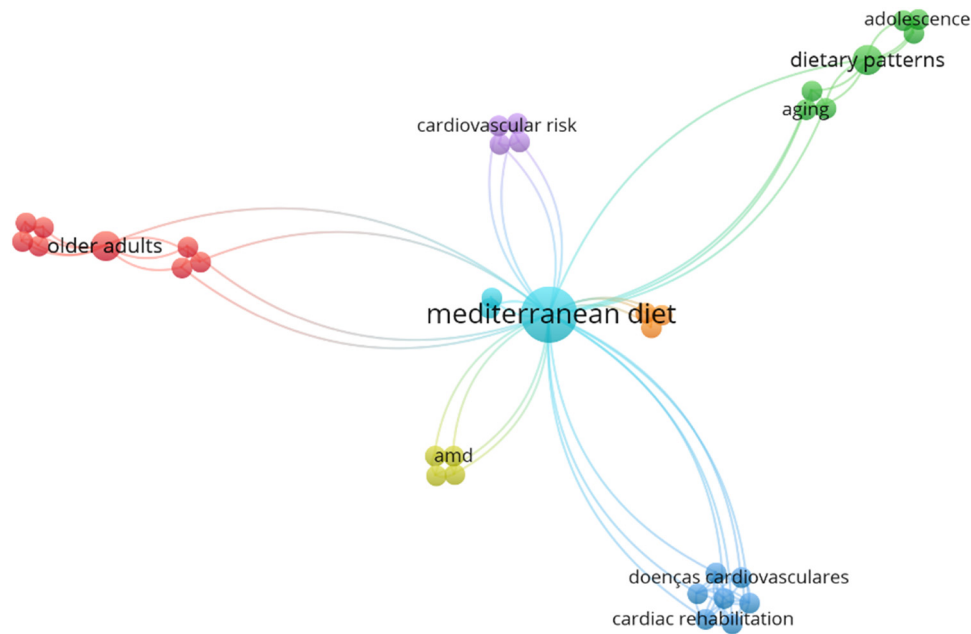 adolescence
dietary patterns
aging
cardiovascular risk
older adults
mediterranean diet
amd
doenças cardiovasculares
cardiac rehabilitation